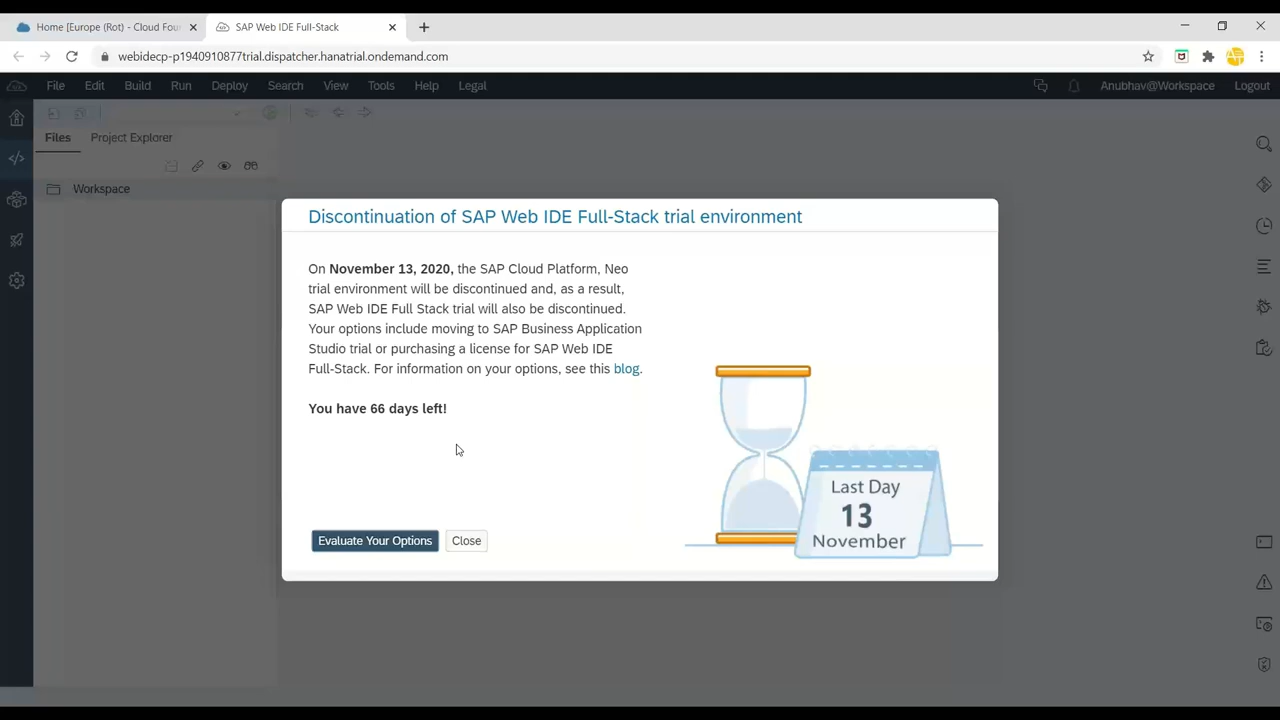 Home [Europe (Rot) - Cloud Fou
SAP Web IDE Full-Stack
webidecp-p1940910877trial.dispatcher.hanatrial.ondemand.com
File Edit Build Run Deploy Search View Tools Help Legal
Anubhav@Workspace Logout
Files Project Explorer
Workspace
Discontinuation of SAP Web IDE Full-Stack trial environment
On November 13, 2020, the SAP Cloud Platform, Neo
trial environment will be discontinued and, as a result,
SAP Web IDE Full Stack trial will also be discontinued.
Your options include moving to SAP Business Application
Studio trial or purchasing a license for SAP Web IDE
Full-Stack. For information on your options, see this blog.
You have 66 days left!
Last Day
13
November
Evaluate Your Options Close